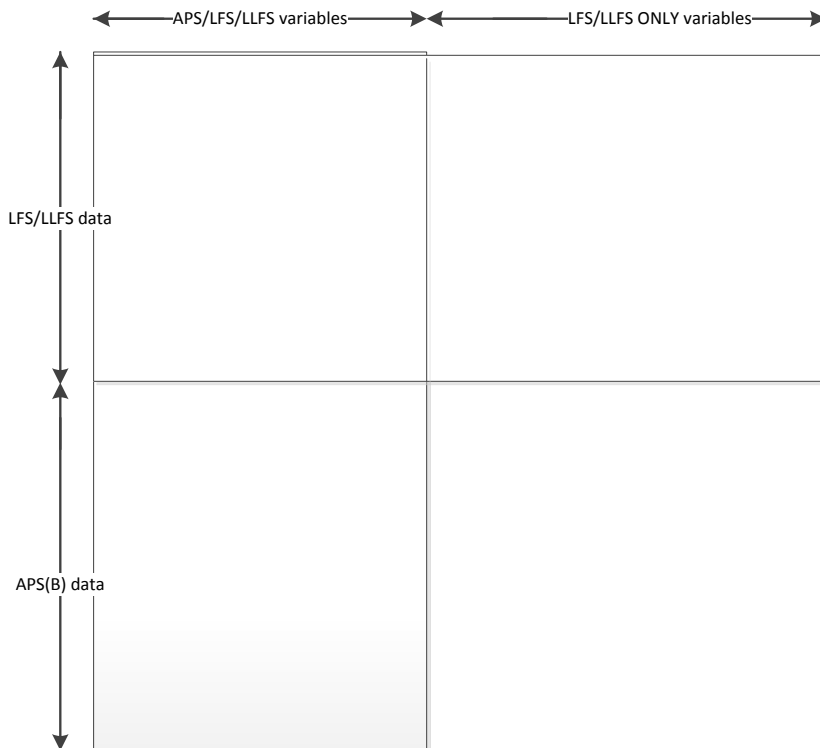 APS/LFS/LLFS variables
LFS/LLFS ONLY variables
LFS/LLFS data
APS(B) data